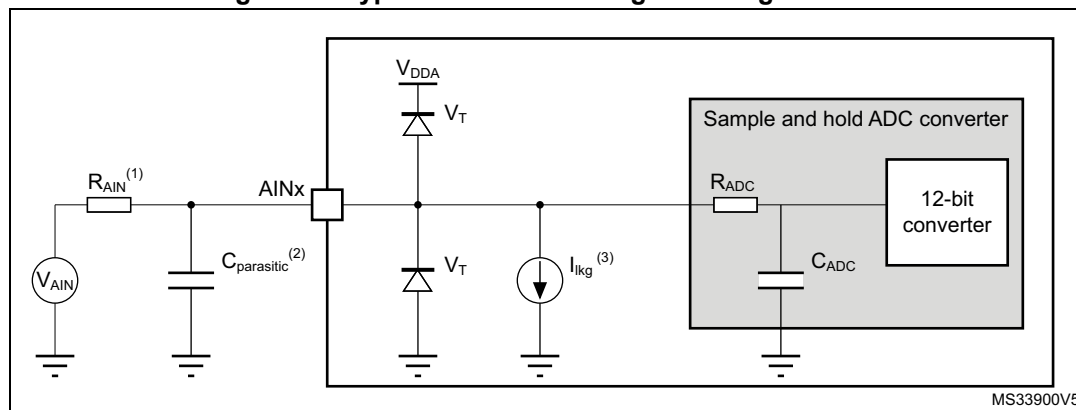 V_DDA
V_T
Sample and hold ADC converter
R_AIN^(1)
AINx
R_ADC
12-bit
converter
C_parasitic^(2)
V_T
I_lkg^(3)
C_ADC
V_AIN
MS33900V5